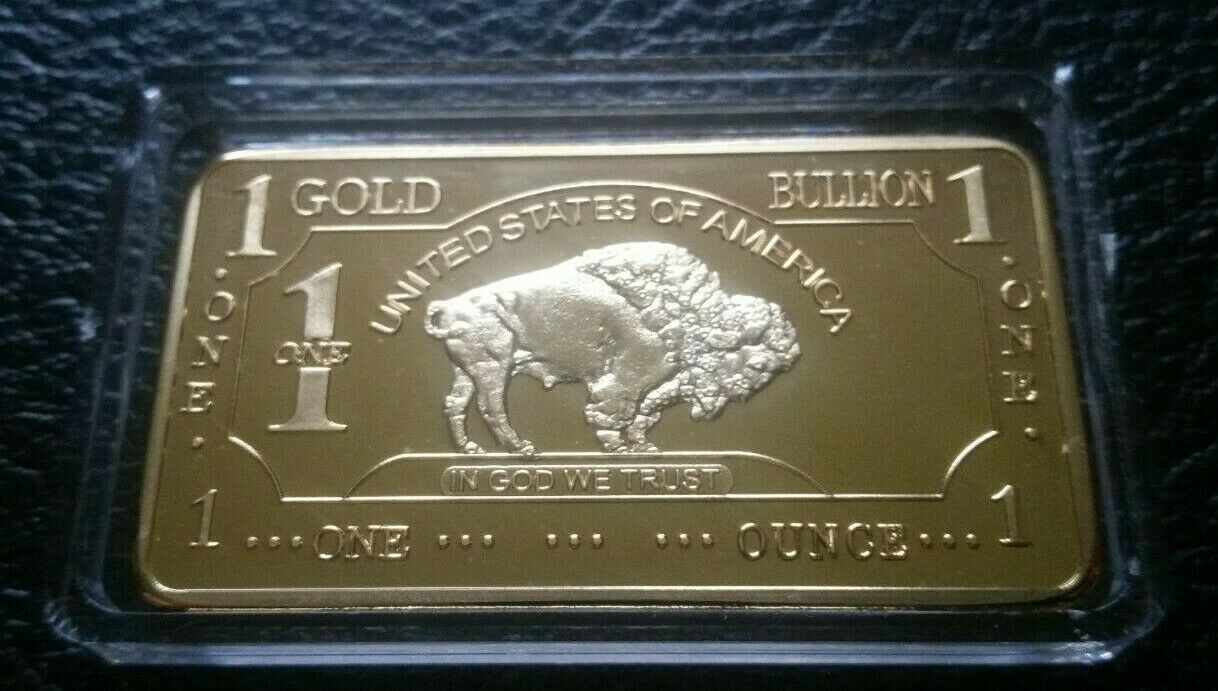 1 GOLD BULLION 1
UNITED STATES OF AMERICA
·ONE·
1
ONE
·ONE·
IN GOD WE TRUST
1 ...ONE ... ... ... OUNCE... 1